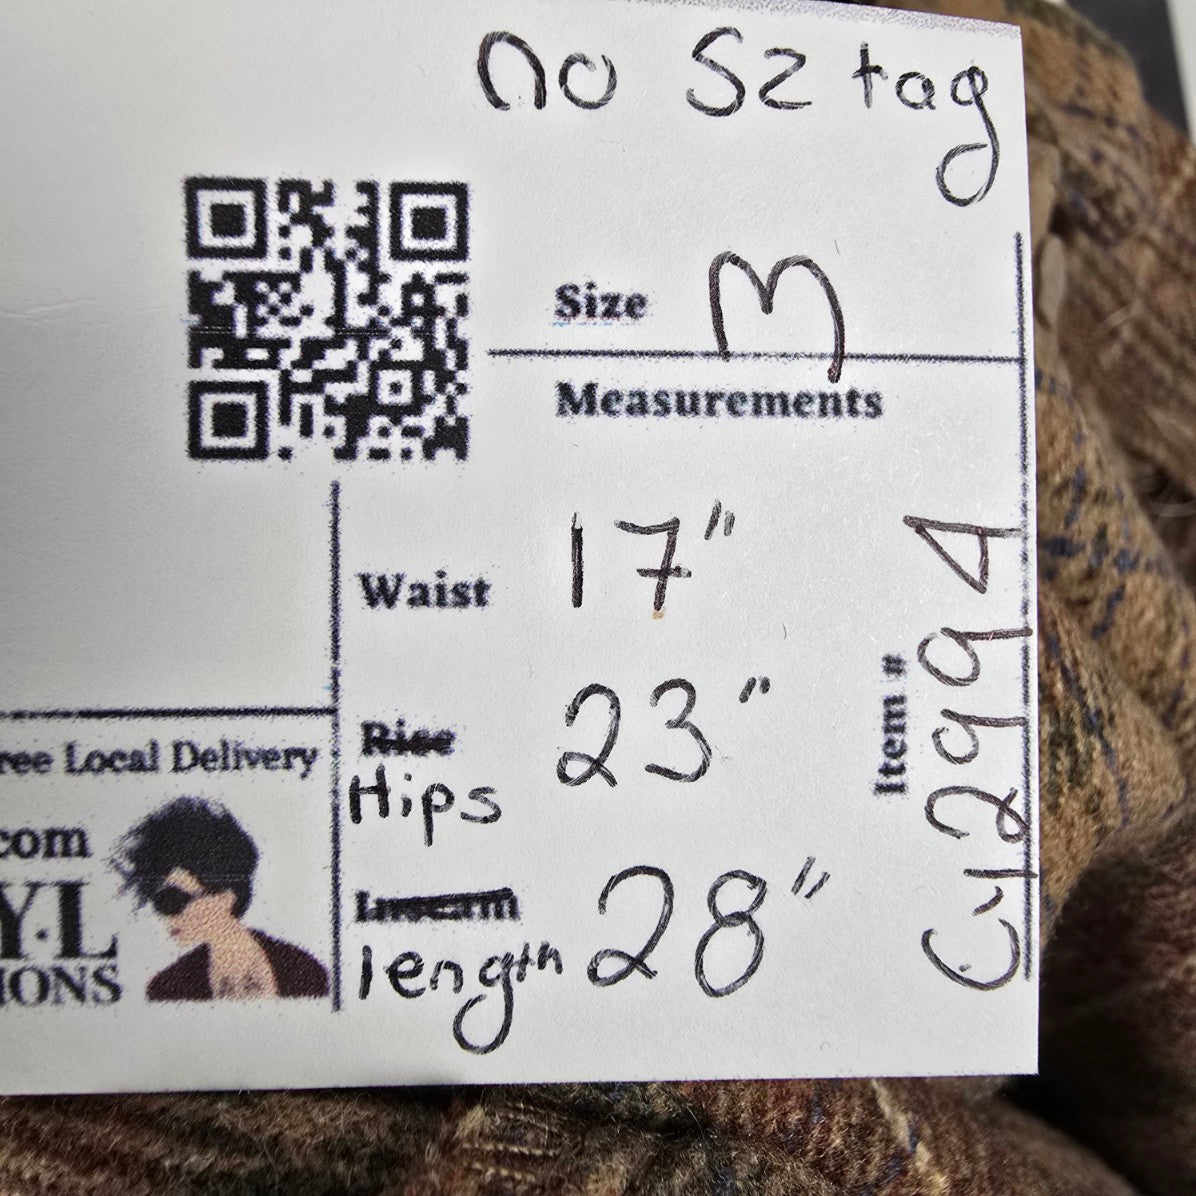 no Sz tag
Size M
Measurements
Waist 17"
Rise
Hips 23"
Inseam
length 28"
Item # C-12994
ree Local Delivery
com
Y.L
IONS